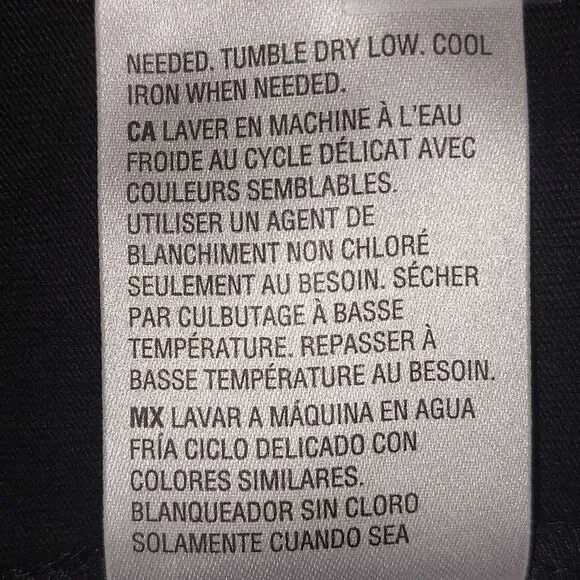 NEEDED. TUMBLE DRY LOW. COOL
IRON WHEN NEEDED.
CA LAVER EN MACHINE À L'EAU
FROIDE AU CYCLE DÉLICAT AVEC
COULEURS SEMBLABLES.
UTILISER UN AGENT DE
BLANCHIMENT NON CHLORÉ
SEULEMENT AU BESOIN. SÉCHER
PAR CULBUTAGE À BASSE
TEMPÉRATURE. REPASSER À
BASSE TEMPÉRATURE AU BESOIN.
MX LAVAR A MÁQUINA EN AGUA
FRÍA CICLO DELICADO CON
COLORES SIMILARES.
BLANQUEADOR SIN CLORO
SOLAMENTE CUANDO SEA